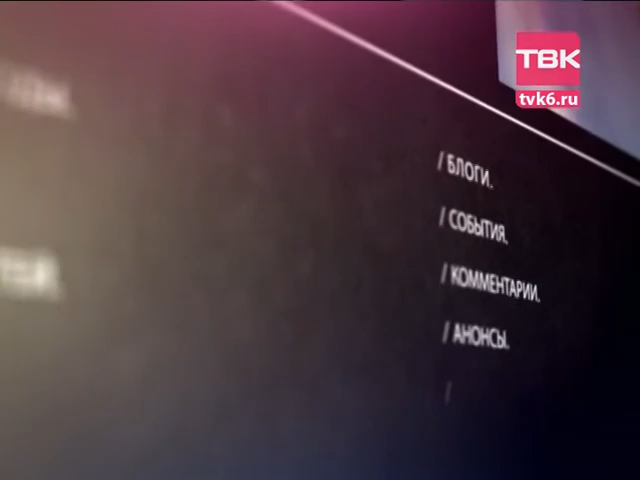 ТВК
tvk6.ru
/ БЛОГИ.
/ СОБЫТИЯ.
/ КОММЕНТАРИИ.
/ АНОНСЫ.
/